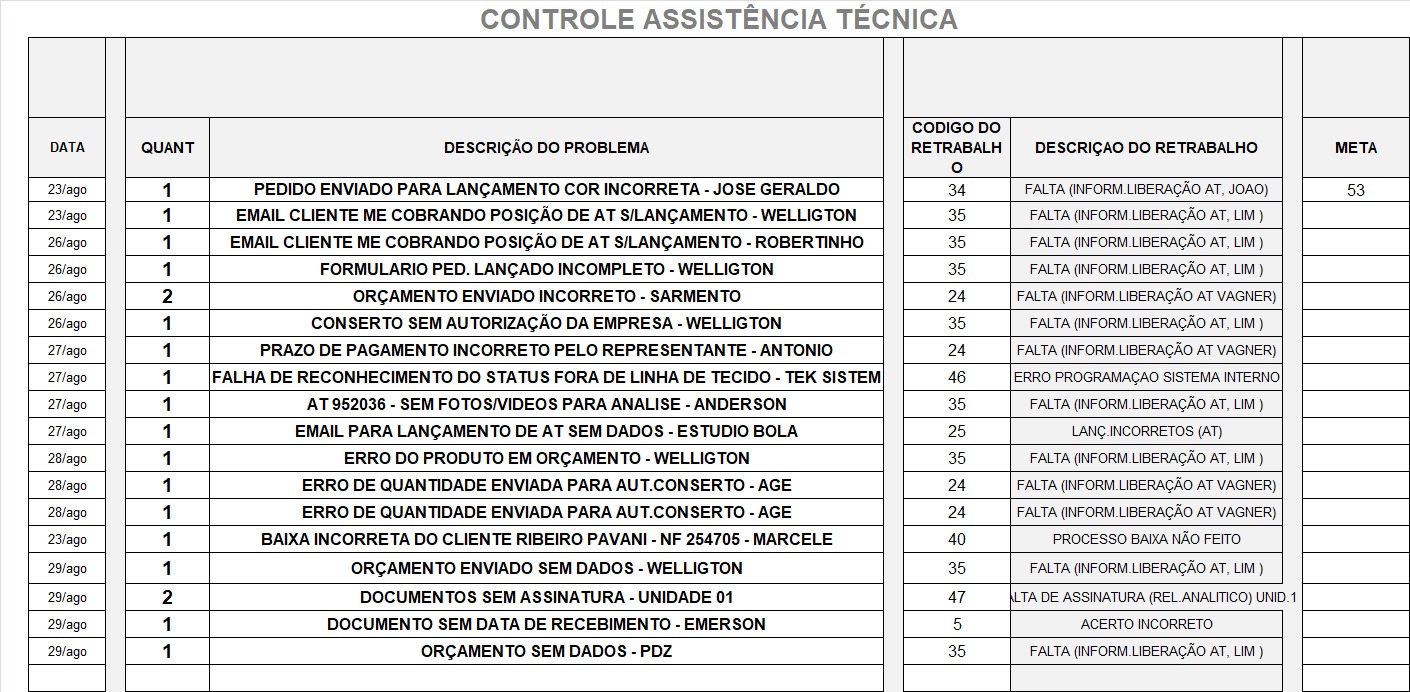 CONTROLE ASSISTÊNCIA TÉCNICA
DATA QUANT DESCRIÇÃO DO PROBLEMA CODIGO DO RETRABALHO DESCRIÇAO DO RETRABALHO META
23/ago 1 PEDIDO ENVIADO PARA LANÇAMENTO COR INCORRETA - JOSE GERALDO 34 FALTA (INFORM.LIBERAÇÃO AT, JOAO) 53
23/ago 1 EMAIL CLIENTE ME COBRANDO POSIÇÃO DE AT S/LANÇAMENTO - WELLIGTON 35 FALTA (INFORM.LIBERAÇÃO AT, LIM )
26/ago 1 EMAIL CLIENTE ME COBRANDO POSIÇÃO DE AT S/LANÇAMENTO - ROBERTINHO 35 FALTA (INFORM.LIBERAÇÃO AT, LIM )
26/ago 1 FORMULARIO PED. LANÇADO INCOMPLETO - WELLIGTON 35 FALTA (INFORM.LIBERAÇÃO AT, LIM )
26/ago 2 ORÇAMENTO ENVIADO INCORRETO - SARMENTO 24 FALTA (INFORM.LIBERAÇÃO AT VAGNER)
26/ago 1 CONSERTO SEM AUTORIZAÇÃO DA EMPRESA - WELLIGTON 35 FALTA (INFORM.LIBERAÇÃO AT, LIM )
27/ago 1 PRAZO DE PAGAMENTO INCORRETO PELO REPRESENTANTE - ANTONIO 24 FALTA (INFORM.LIBERAÇÃO AT VAGNER)
27/ago 1 FALHA DE RECONHECIMENTO DO STATUS FORA DE LINHA DE TECIDO - TEK SISTEM 46 ERRO PROGRAMAÇAO SISTEMA INTERNO
27/ago 1 AT 952036 - SEM FOTOS/VIDEOS PARA ANALISE - ANDERSON 35 FALTA (INFORM.LIBERAÇÃO AT, LIM )
27/ago 1 EMAIL PARA LANÇAMENTO DE AT SEM DADOS - ESTUDIO BOLA 25 LANÇ.INCORRETOS (AT)
28/ago 1 ERRO DO PRODUTO EM ORÇAMENTO - WELLIGTON 35 FALTA (INFORM.LIBERAÇÃO AT, LIM )
28/ago 1 ERRO DE QUANTIDADE ENVIADA PARA AUT.CONSERTO - AGE 24 FALTA (INFORM.LIBERAÇÃO AT VAGNER)
28/ago 1 ERRO DE QUANTIDADE ENVIADA PARA AUT.CONSERTO - AGE 24 FALTA (INFORM.LIBERAÇÃO AT VAGNER)
23/ago 1 BAIXA INCORRETA DO CLIENTE RIBEIRO PAVANI - NF 254705 - MARCELE 40 PROCESSO BAIXA NÃO FEITO
29/ago 1 ORÇAMENTO ENVIADO SEM DADOS - WELLIGTON 35 FALTA (INFORM.LIBERAÇÃO AT, LIM )
29/ago 2 DOCUMENTOS SEM ASSINATURA - UNIDADE 01 47 ALTA DE ASSINATURA (REL.ANALITICO) UNID.1
29/ago 1 DOCUMENTO SEM DATA DE RECEBIMENTO - EMERSON 5 ACERTO INCORRETO
29/ago 1 ORÇAMENTO SEM DADOS - PDZ 35 FALTA (INFORM.LIBERAÇÃO AT, LIM )